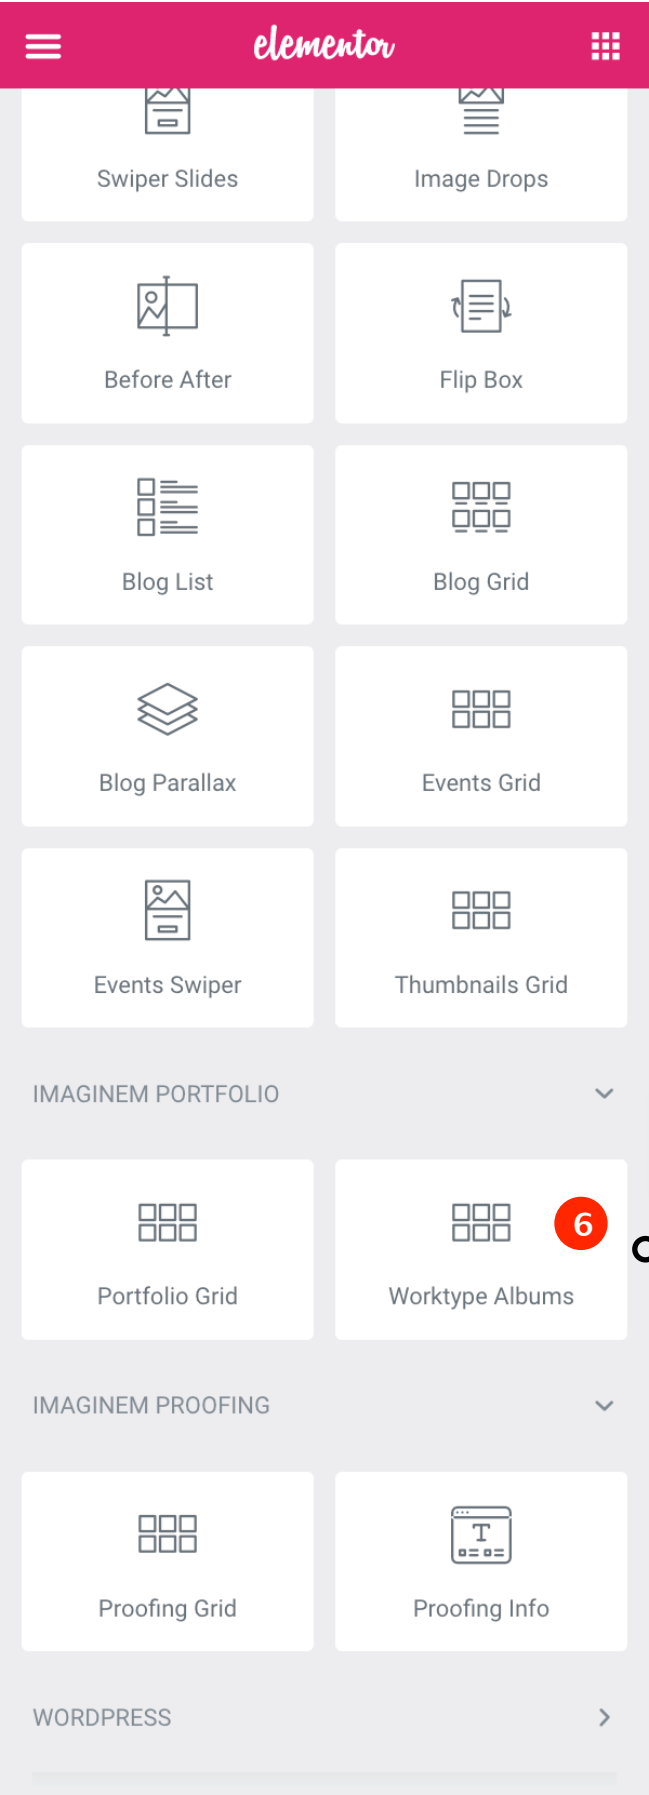 elementor
Swiper Slides
Image Drops
Before After
Flip Box
Blog List
Blog Grid
Blog Parallax
Events Grid
Events Swiper
Thumbnails Grid
IMAGINEM PORTFOLIO
6
Portfolio Grid
Worktype Albums
IMAGINEM PROOFING
T
Proofing Grid
Proofing Info
WORDPRESS